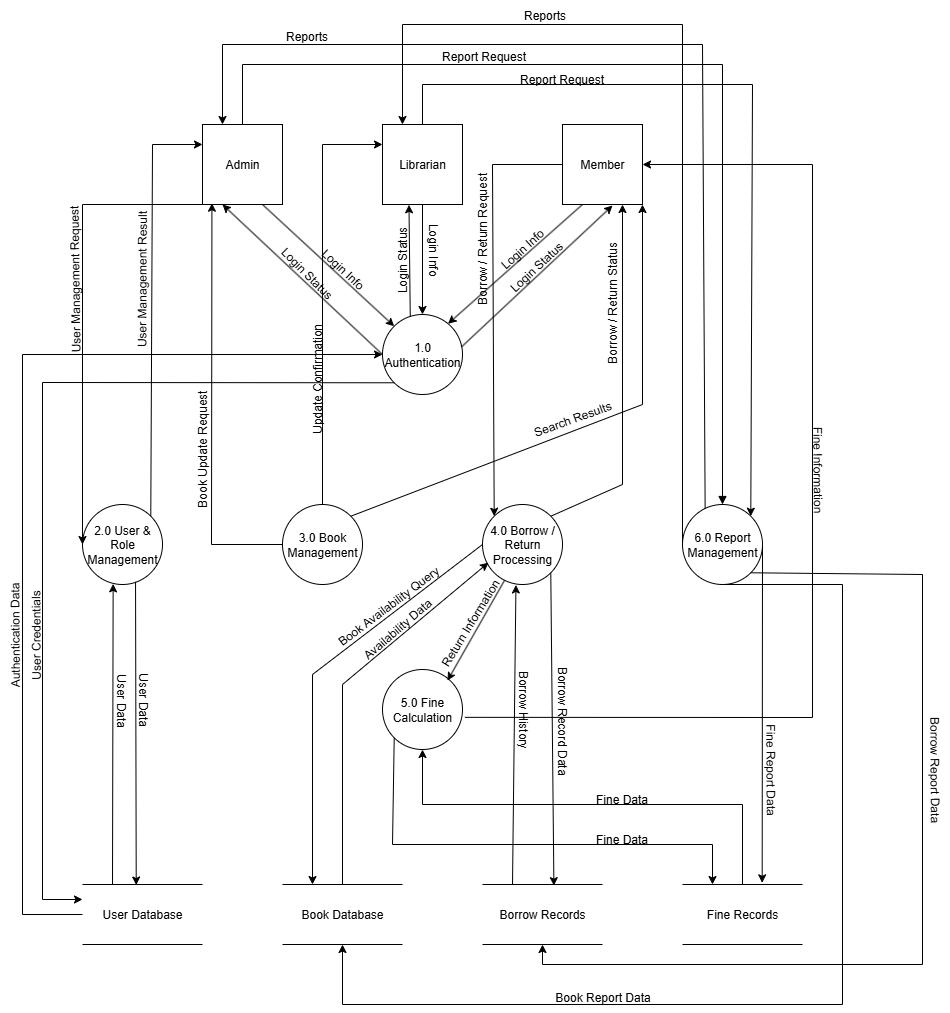 Reports
Reports
Report Request
Report Request
Admin
Librarian
Member
User Management Request
User Management Result
Login Info
Login Status
Login Status
Login Info
Borrow / Return Request
Login Info
Login Status
Borrow / Return Status
1.0
Authentication
Book Update Request
Update Confirmation
Search Results
Fine Information
2.0 User &
Role
Management
3.0 Book
Management
4.0 Borrow /
Return
Processing
6.0 Report
Management
Authentication Data
User Credentials
Book Availability Query
Availability Data
Return Information
User Data
User Data
5.0 Fine
Calculation
Borrow History
Borrow Record Data
Fine Report Data
Borrow Report Data
Fine Data
Fine Data
User Database
Book Database
Borrow Records
Fine Records
Book Report Data